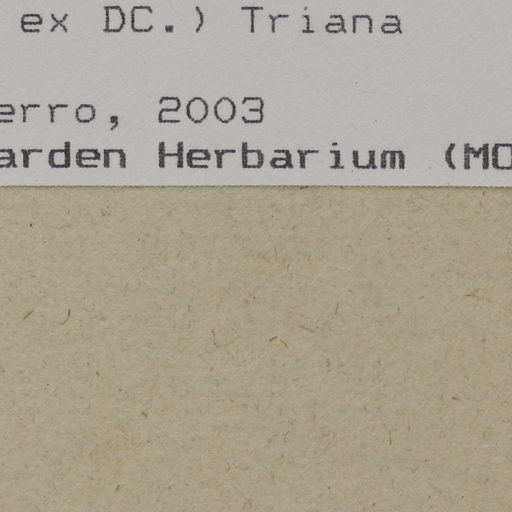 ex DC.) Triana
erro, 2003
arden Herbarium (MO